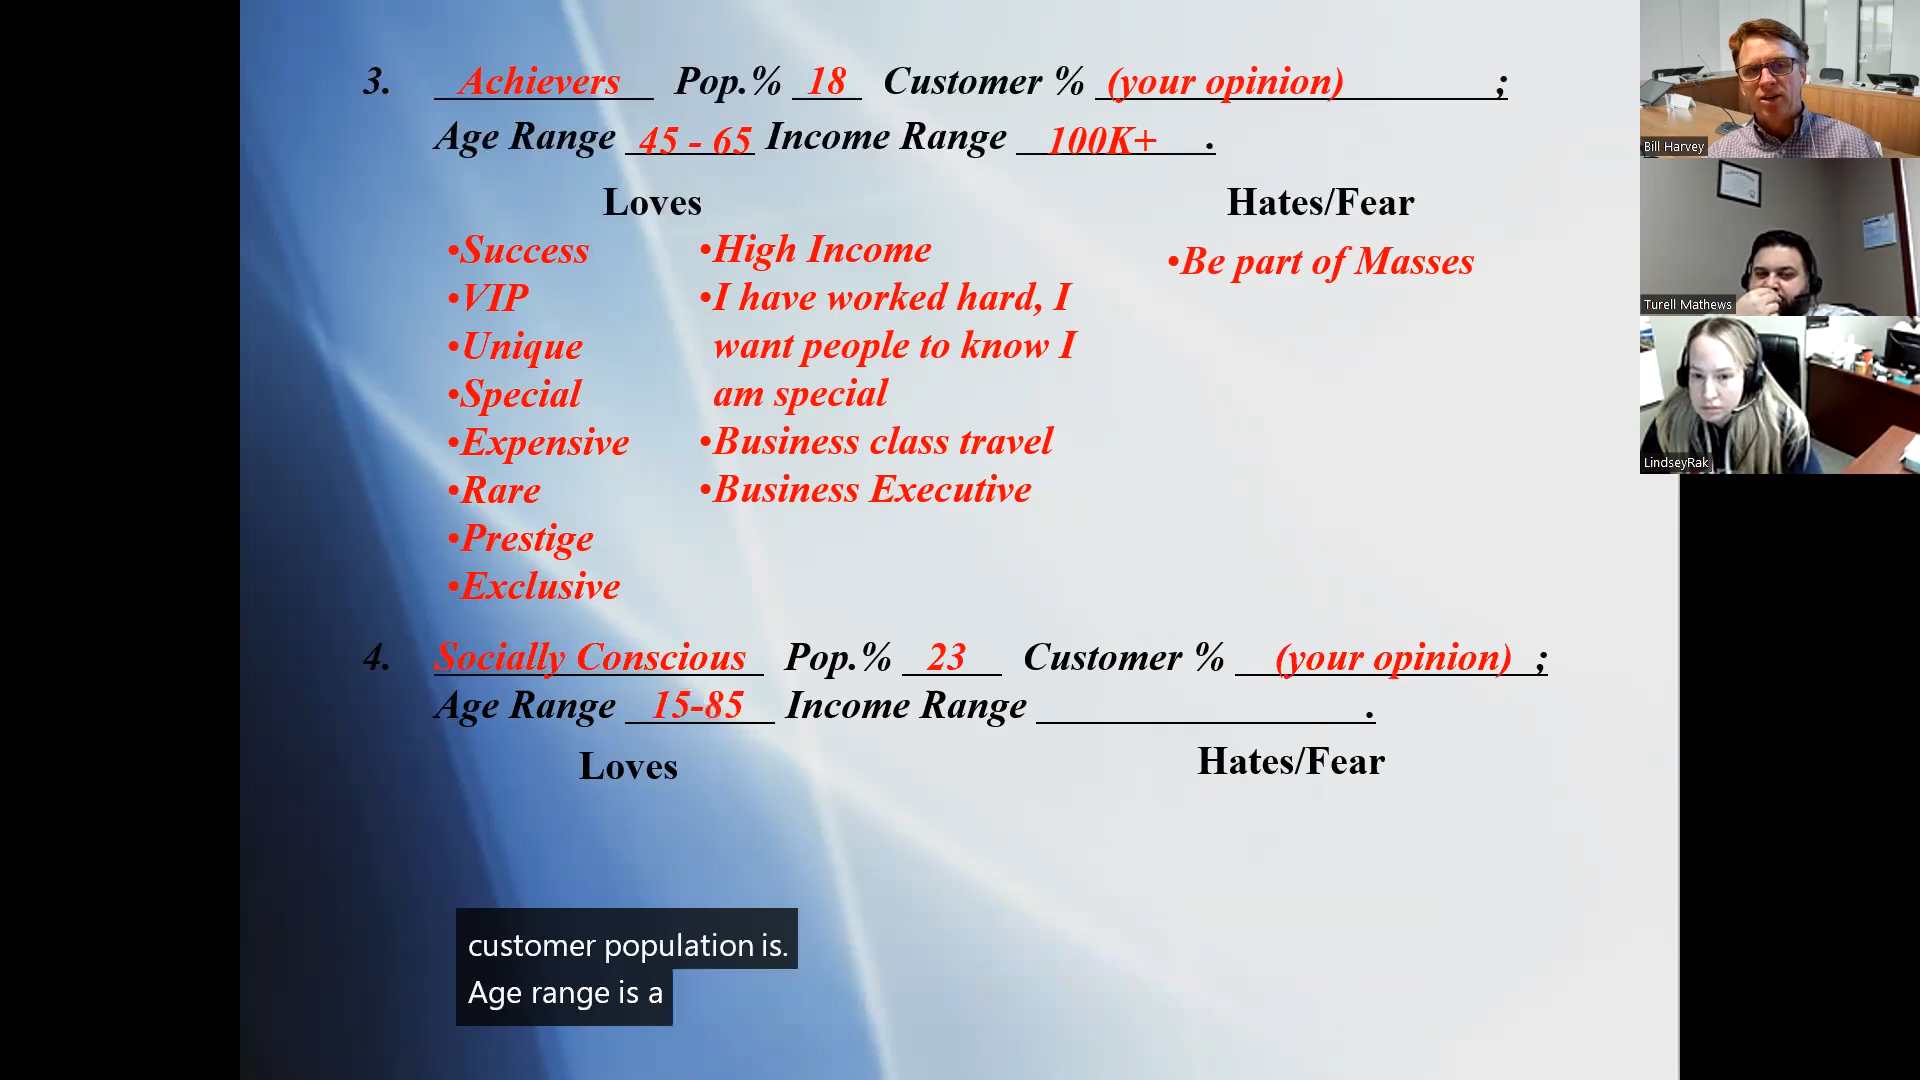 3. Achievers Pop.% 18 Customer % (your opinion) ;
Age Range 45 - 65 Income Range 100K+ .
Loves Hates/Fear
•Success
•VIP
•Unique
•Special
•Expensive
•Rare
•Prestige
•Exclusive
•High Income
•I have worked hard, I
want people to know I
am special
•Business class travel
•Business Executive
•Be part of Masses
4. Socially Conscious Pop.% 23 Customer % (your opinion) ;
Age Range 15-85 Income Range .
Loves Hates/Fear
customer population is.
Age range is a
Bill Harvey
Turell Mathews
LindseyRak